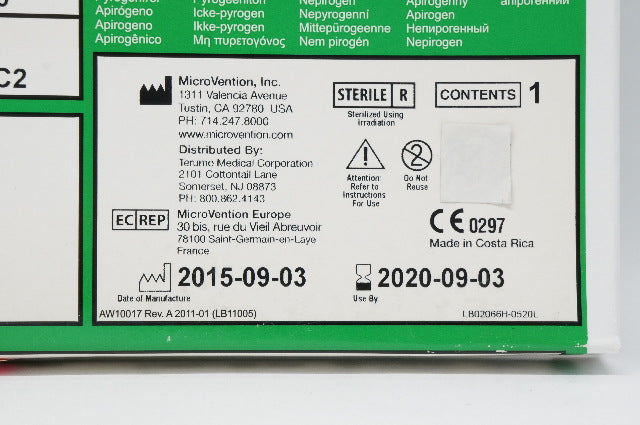 Apirógeno
Icke-pyrogen
Nepyrogenní
Apirogen
Apirogeno
Ikke-pyrogen
Mittepürogeenne
Непирогенный
Apirogênico
Μη πυρετογόνος
Nem pirogén
Nepirogen
C2
MicroVention, Inc.
1311 Valencia Avenue
Tustin, CA 92780 USA
PH: 714.247.8000
www.microvention.com
Distributed By:
Terumo Medical Corporation
2101 Cottontail Lane
Somerset, NJ 08873
PH: 800.862.4143
EC REP
MicroVention Europe
30 bis, rue du Vieil Abreuvoir
78100 Saint-Germain-en-Laye
France
2015-09-03
Date of Manufacture
AW10017 Rev. A 2011-01 (LB11005)
STERILE R
Sterilized Using
Irradiation
CONTENTS 1
Attention:
Refer to
Instructions
For Use
2
Do Not
Reuse
CE 0297
Made in Costa Rica
2020-09-03
Use By
LB02066H-0520L